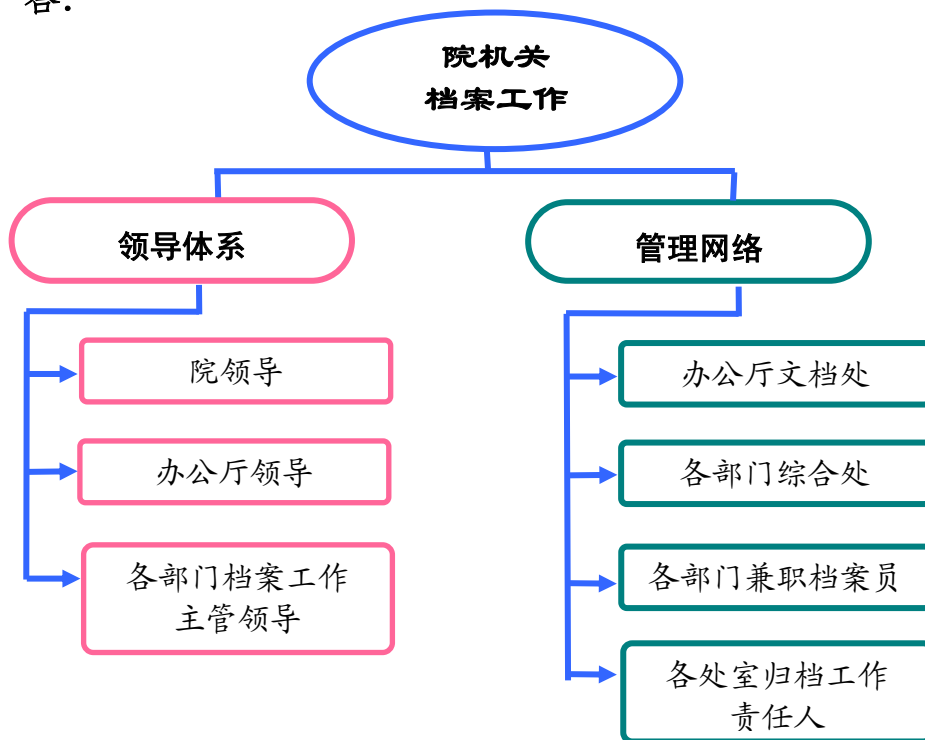 答:
院机关
档案工作
领导体系
管理网络
院领导
办公厅领导
各部门档案工作
主管领导
办公厅文档处
各部门综合处
各部门兼职档案员
各处室归档工作
责任人